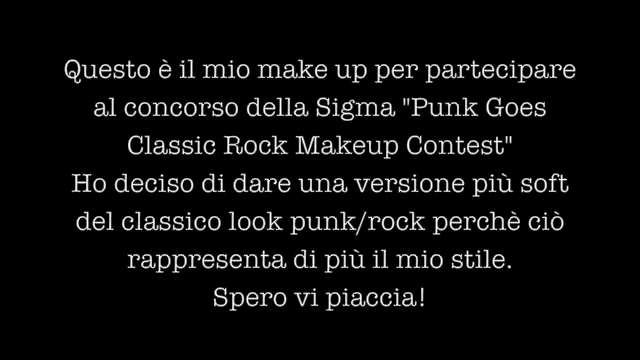 Questo è il mio make up per partecipare
al concorso della Sigma "Punk Goes
Classic Rock Makeup Contest"
Ho deciso di dare una versione più soft
del classico look punk/rock perchè ciò
rappresenta di più il mio stile.
Spero vi piaccia!